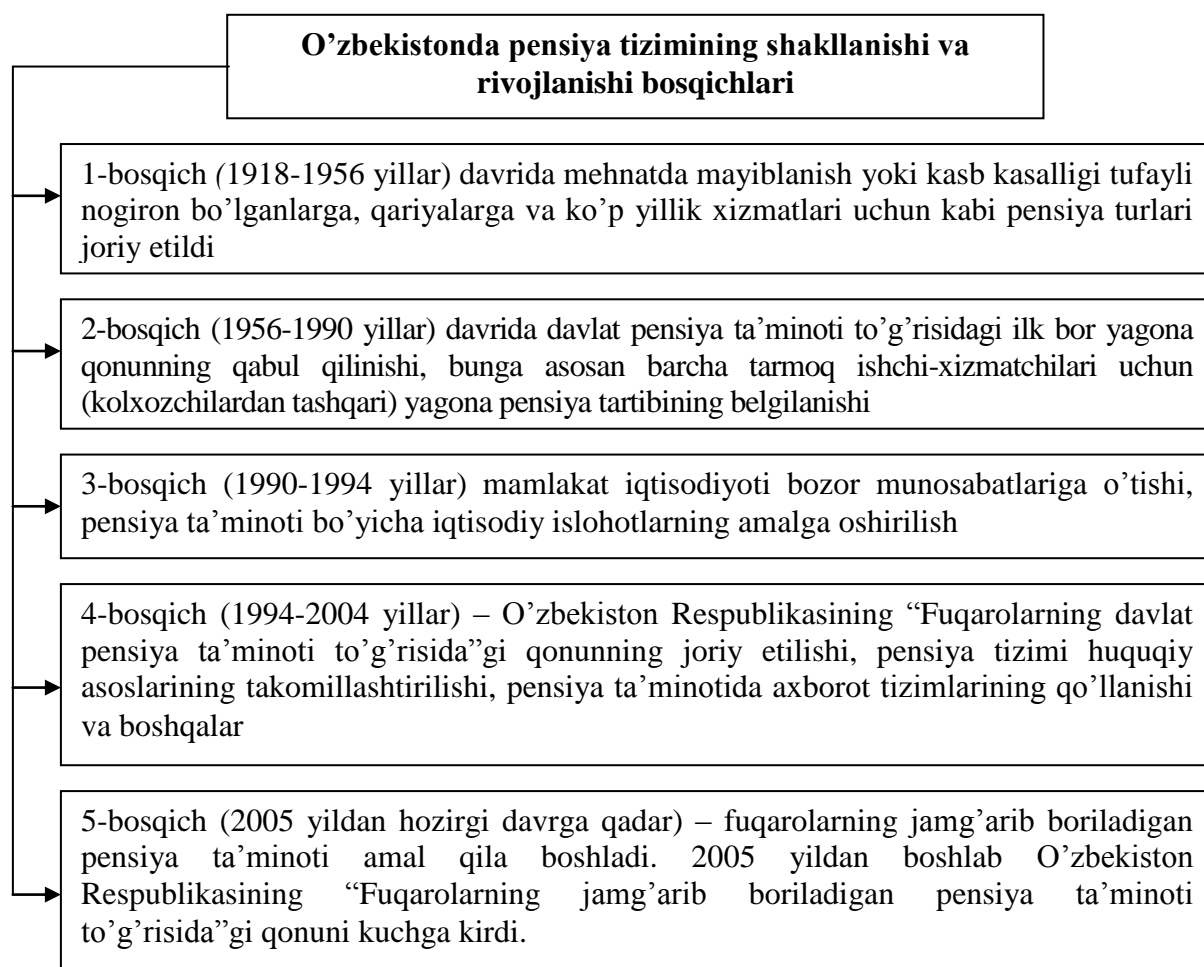 O’zbekistonda pensiya tizimining shakllanishi va
rivojlanishi bosqichlari
1-bosqich (1918-1956 yillar) davrida mehnatda mayiblanish yoki kasb kasalligi tufayli
nogiron bo’lganlarga, qariyalarga va ko’p yillik xizmatlari uchun kabi pensiya turlari
joriy etildi
2-bosqich (1956-1990 yillar) davrida davlat pensiya ta’minoti to’g’risidagi ilk bor yagona
qonunning qabul qilinishi, bunga asosan barcha tarmoq ishchi-xizmatchilari uchun
(kolxozchilardan tashqari) yagona pensiya tartibining belgilanishi
3-bosqich (1990-1994 yillar) mamlakat iqtisodiyoti bozor munosabatlariga o’tishi,
pensiya ta’minoti bo’yicha iqtisodiy islohotlarning amalga oshirilish
4-bosqich (1994-2004 yillar) – O’zbekiston Respublikasining “Fuqarolarning davlat
pensiya ta’minoti to’g’risida”gi qonunning joriy etilishi, pensiya tizimi huquqiy
asoslarining takomillashtirilishi, pensiya ta’minotida axborot tizimlarining qo’llanishi
va boshqalar
5-bosqich (2005 yildan hozirgi davrga qadar) – fuqarolarning jamg’arib boriladigan
pensiya ta’minoti amal qila boshladi. 2005 yildan boshlab O’zbekiston
Respublikasining “Fuqarolarning jamg’arib boriladigan pensiya ta’minoti
to’g’risida”gi qonuni kuchga kirdi.